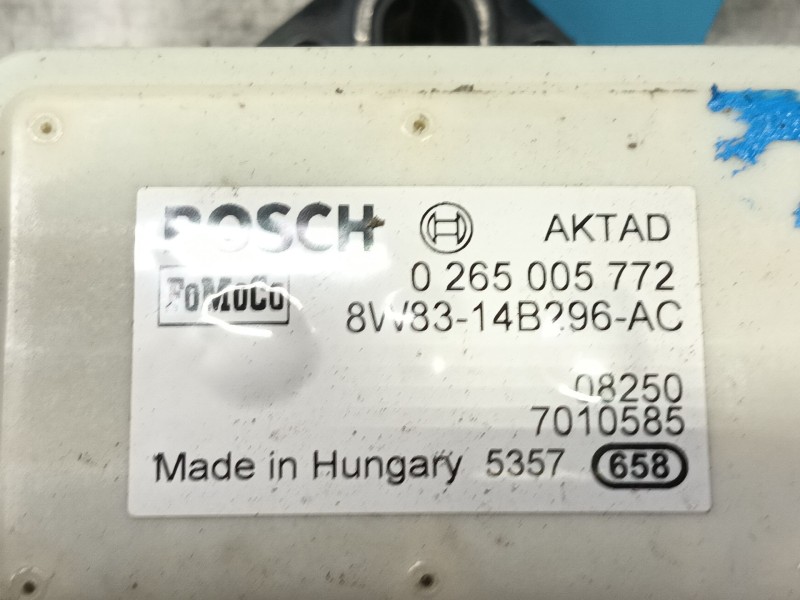 BOSCH AKTAD
FoMoCo 0 265 005 772
8W83-14B296-AC
08250
7010585
Made in Hungary 5357 658